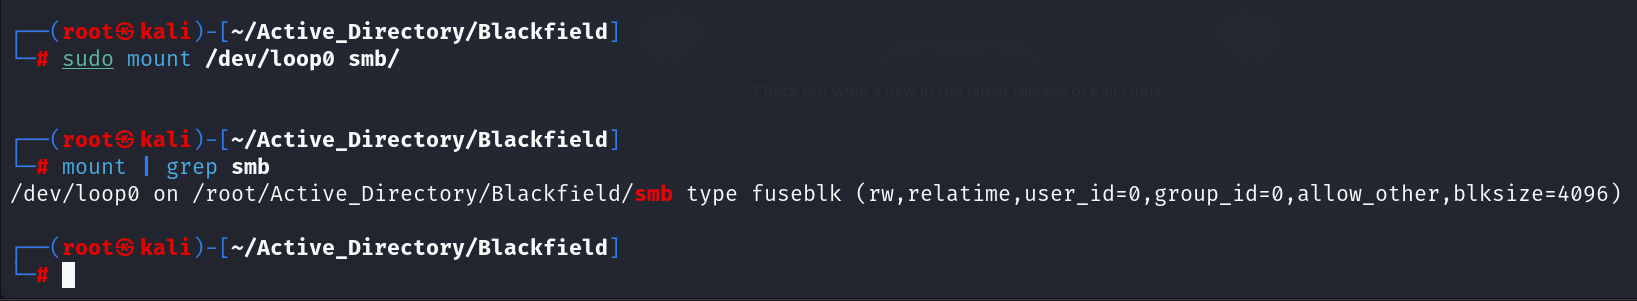 ┌──(root㉿kali)-[~/Active_Directory/Blackfield]
└─# sudo mount /dev/loop0 smb/
Check out what's new in the latest release of Kali Linux!
┌──(root㉿kali)-[~/Active_Directory/Blackfield]
└─# mount | grep smb
/dev/loop0 on /root/Active_Directory/Blackfield/smb type fuseblk (rw,relatime,user_id=0,group_id=0,allow_other,blksize=4096)
┌──(root㉿kali)-[~/Active_Directory/Blackfield]
└─#